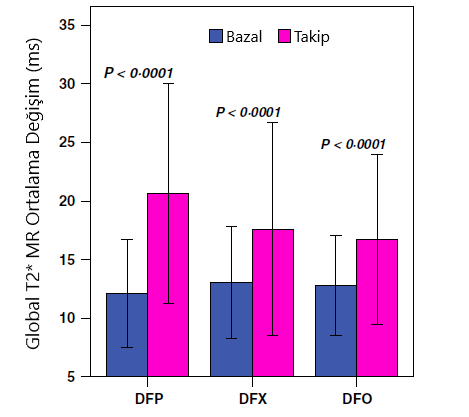 Global T2* MR Ortalama Değişim (ms)
35
30
25
20
15
10
5
Bazal
Takip
P < 0·0001
P < 0·0001
P < 0·0001
DFP
DFX
DFO